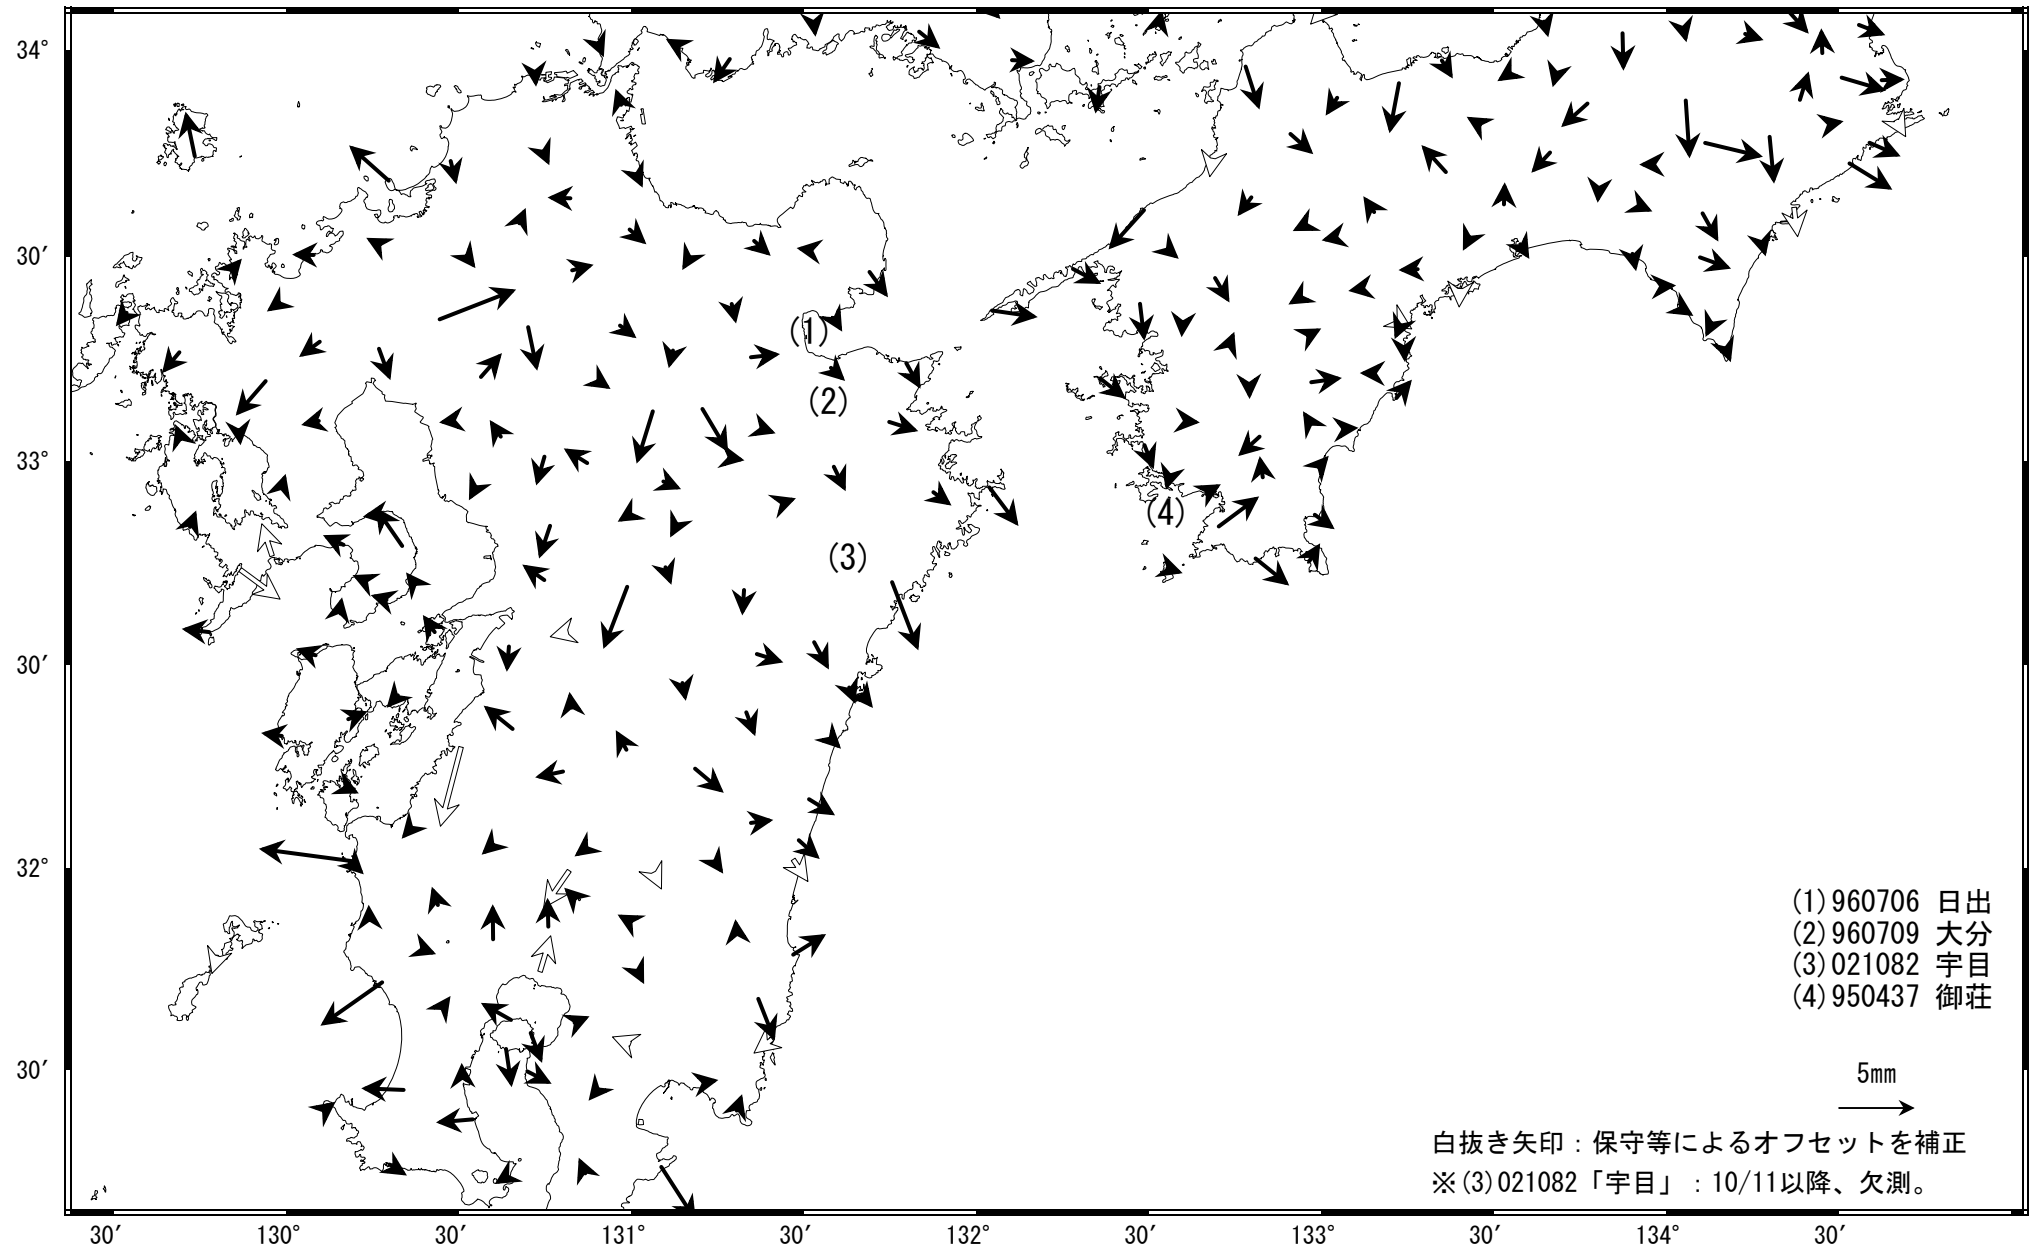 34°
30′
33°
30′
32°
30′
(1)
(2)
(3)
(4)
(1)960706 日出
(2)960709 大分
(3)021082 宇目
(4)950437 御荘
5mm
白抜き矢印：保守等によるオフセットを補正
※(3)021082「宇目」：10/11以降、欠測。
30′ 130° 30′ 131° 30′ 132° 30′ 133° 30′ 134° 30′